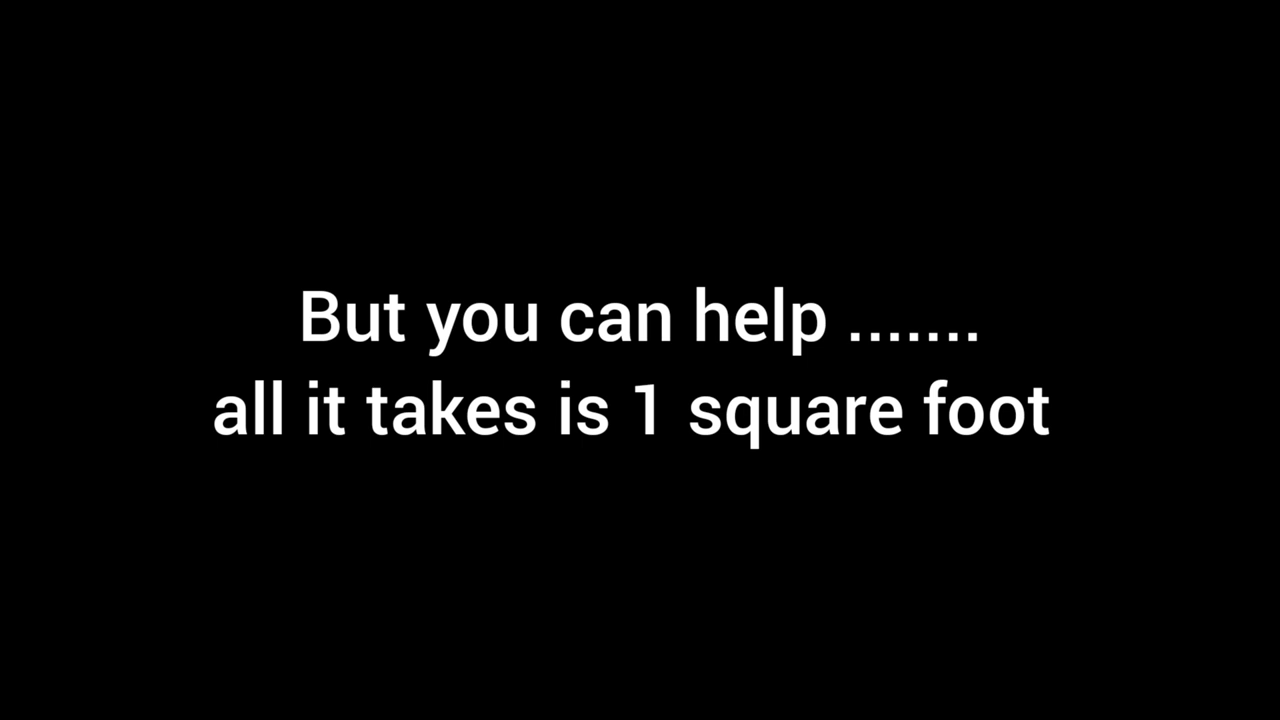 But you can help .......
all it takes is 1 square foot